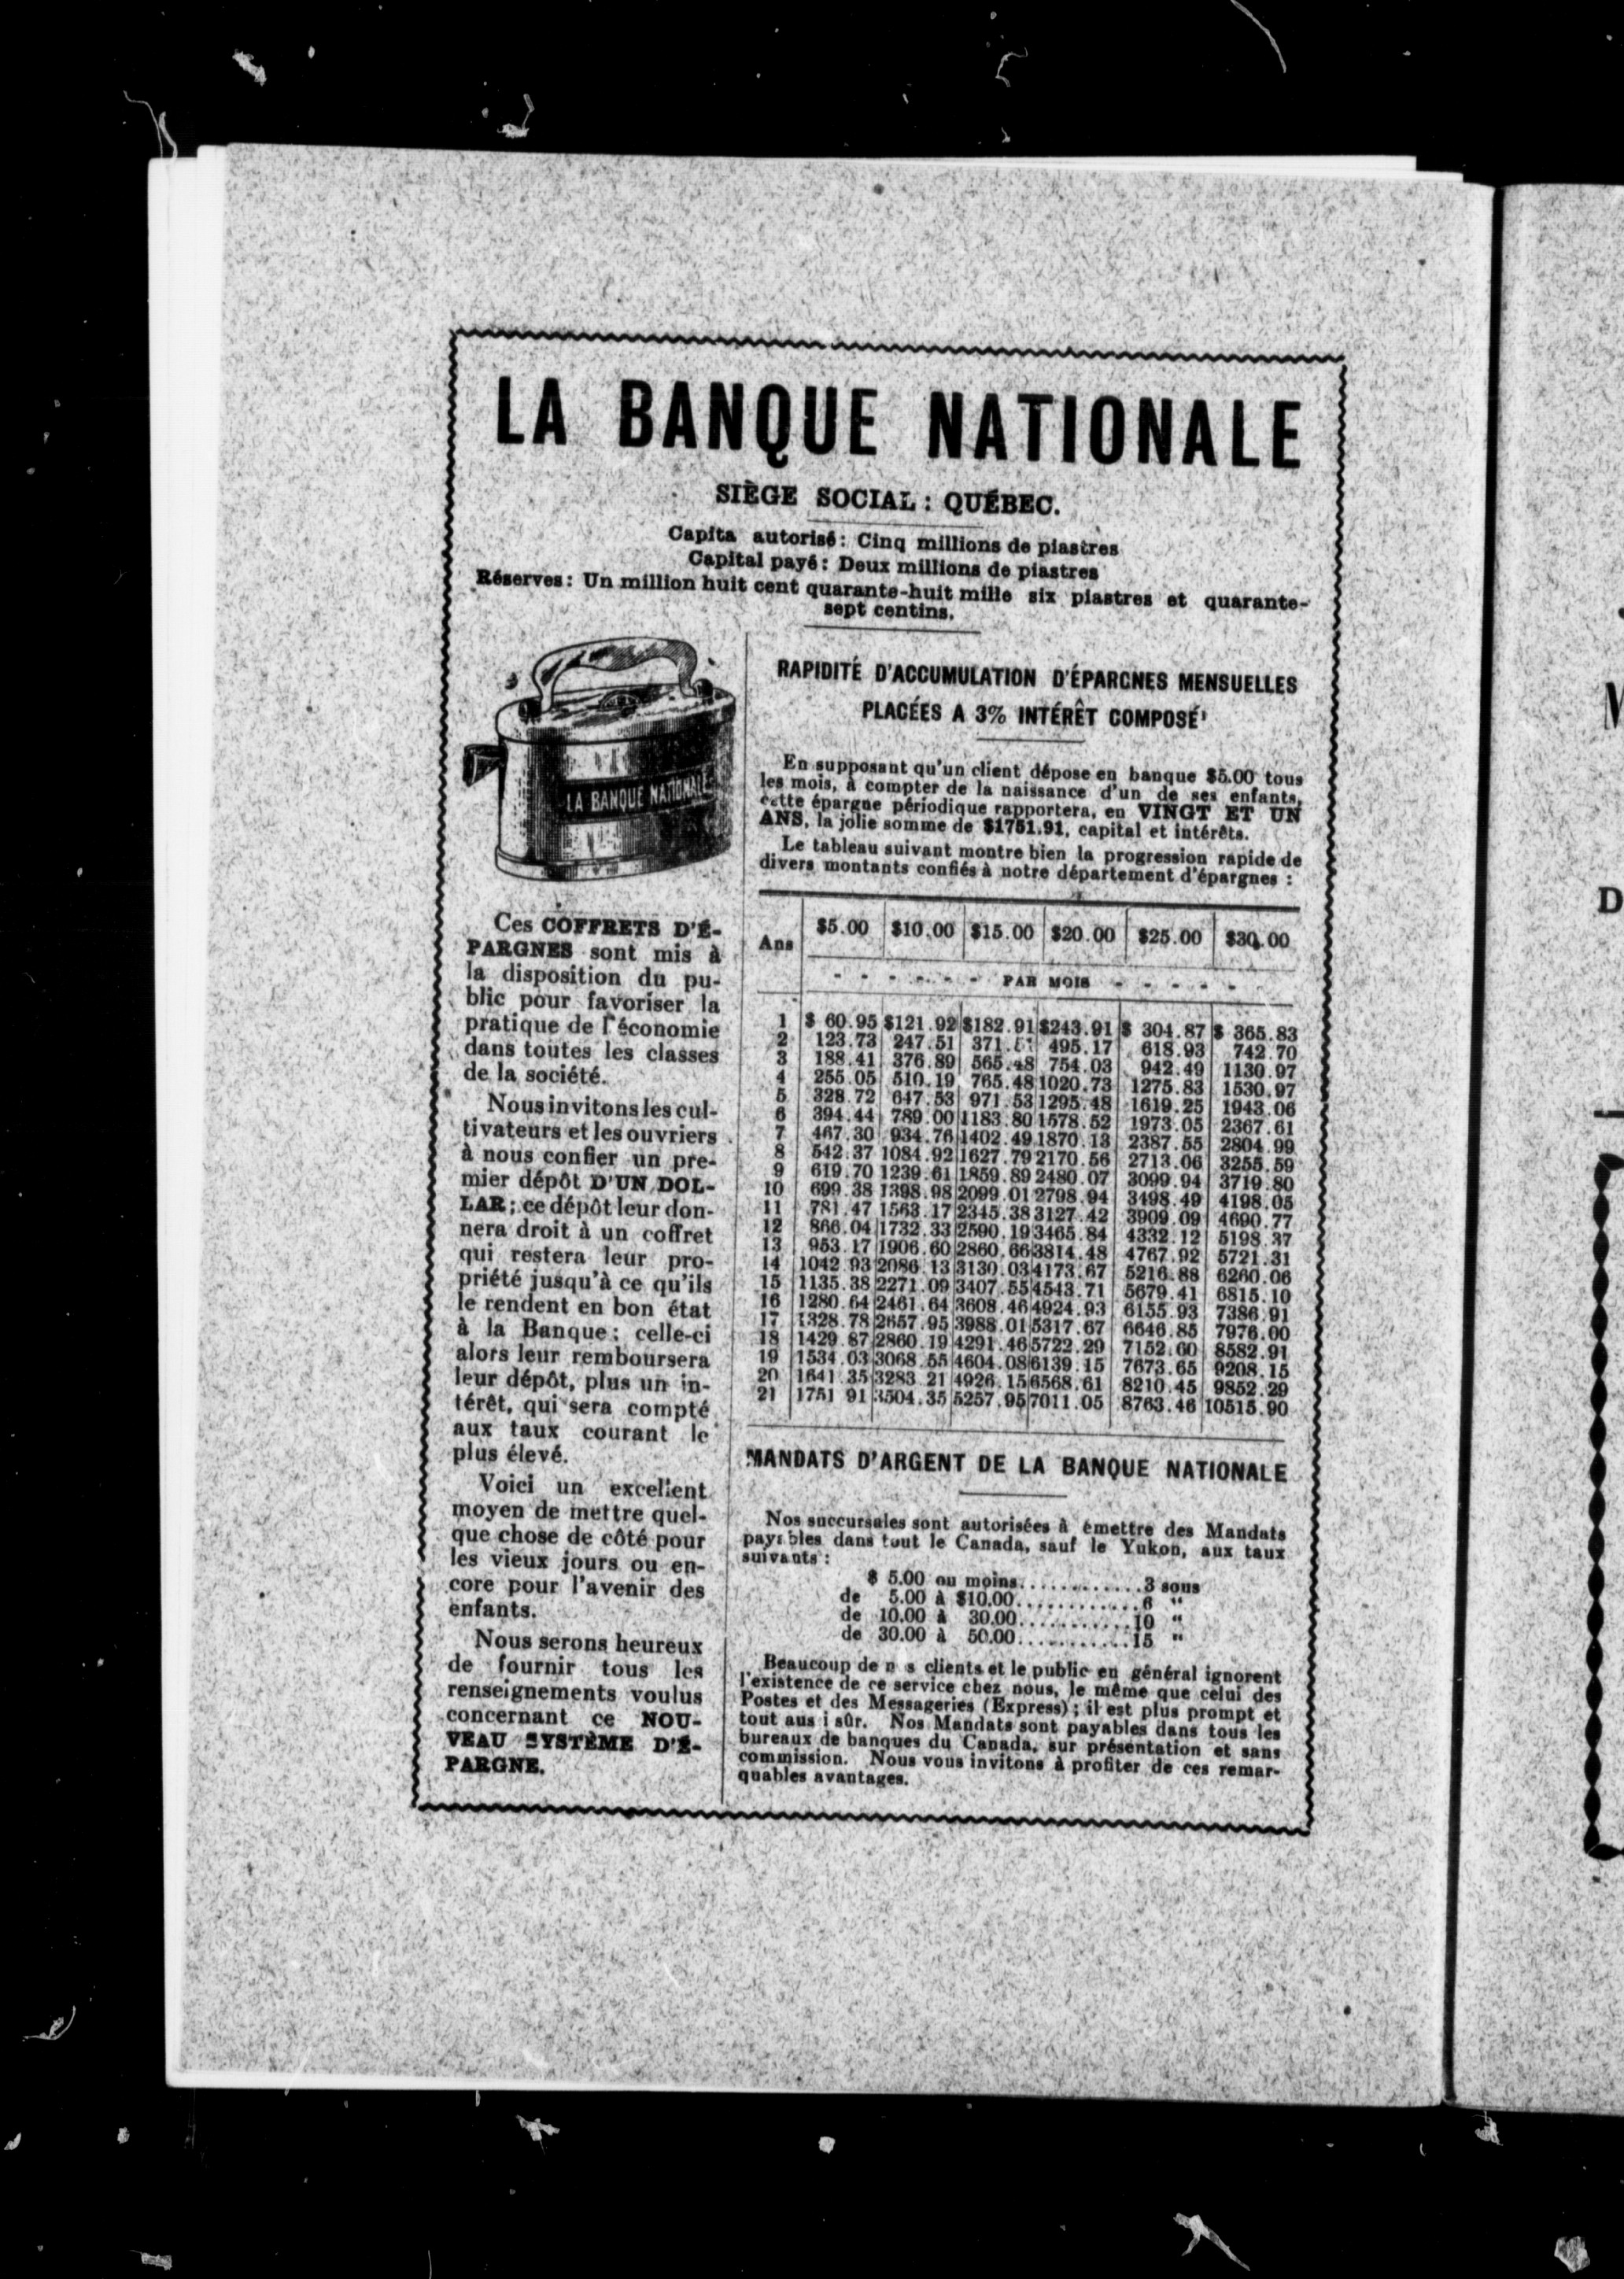 LA BANQUE NATIONALE
SIÈGE SOCIAL : QUÉBEC.
Capita autorisé : Cinq millions de piastres
Capital payé : Deux millions de piastres
Réserves : Un million huit cent quarante-huit mille six piastres et quarante-
sept centins.
LA BANQUE NATIONALE
Ces COFFRETS D'É-
PARGNES sont mis à
la disposition du pu-
blic pour favoriser la
pratique de l'économie
dans toutes les classes
de la société.
Nous invitons les cul-
tivateurs et les ouvriers
à nous confier un pre-
mier dépôt D'UN DOL-
LAR ; ce dépôt leur don-
nera droit à un coffret
qui restera leur pro-
priété jusqu'à ce qu'ils
le rendent en bon état
à la Banque ; celle-ci
alors leur remboursera
leur dépôt, plus un in-
térêt, qui sera compté
aux taux courant le
plus élevé.
Voici un excellent
moyen de mettre quel-
que chose de côté pour
les vieux jours ou en-
core pour l'avenir des
enfants.
Nous serons heureux
de fournir tous les
renseignements voulus
concernant ce NOU-
VEAU SYSTÈME D'É-
PARGNE.
RAPIDITÉ D'ACCUMULATION D'ÉPARGNES MENSUELLES
PLACÉES A 3% INTÉRÊT COMPOSÉ
En supposant qu'un client dépose en banque $5.00 tous
les mois, à compter de la naissance d'un de ses enfants,
cette épargne périodique rapportera, en VINGT ET UN
ANS, la jolie somme de $1751.91, capital et intérêts.
Le tableau suivant montre bien la progression rapide de
divers montants confiés à notre département d'épargnes :
Ans $5.00 $10.00 $15.00 $20.00 $25.00 $30.00
- - - - - - PAR MOIS - - - - -
1 $ 60.95 $121.92 $182.91 $243.91 $ 304.87 $ 365.83
2 123.73 247.51 495.17 618.93 742.70
3 188.41 376.89 565.48 754.03 942.49 1130.97
4 255.05 510.19 765.48 1020.73 1275.83 1530.97
5 328.72 647.53 971.53 1295.48 1619.25 1943.06
6 394.44 789.00 1183.80 1578.52 1973.05 2367.61
7 467.30 934.76 1402.49 1870.13 2387.55 2804.99
8 542.37 1084.92 1627.79 2170.56 2713.06 3255.59
9 619.70 1239.61 1859.89 2480.07 3099.94 3719.80
10 699.38 1398.98 2099.01 2798.94 3498.49 4198.05
11 781.47 1563.17 2345.38 3127.42 3909.09 4690.77
12 866.04 1732.33 2590.19 3465.84 4332.12 5198.37
13 953.17 1906.60 2860.66 3814.48 4767.92 5721.31
14 1042.93 2086.13 3130.03 4173.67 5216.88 6260.06
15 1135.38 2271.09 3407.55 4543.71 5679.41 6815.10
16 1280.64 2461.64 3608.46 4924.93 6155.93 7386.91
17 1328.78 2657.95 3988.01 5317.67 6646.85 7976.00
18 1429.87 2860.19 4291.46 5722.29 7152.60 8582.91
19 1534.03 3068.55 4604.08 6139.15 7673.65 9208.15
20 1641.35 3283.21 4926.15 6568.61 8210.45 9852.29
21 1751 91 3504.35 5257.95 7011.05 8763.46 10515.90
MANDATS D'ARGENT DE LA BANQUE NATIONALE
Nos succursales sont autorisées à émettre des Mandats
payables dans tout le Canada, sauf le Yukon, aux taux
suivants :
$ 5.00 ou moins............3 sous
de 5.00 à $10.00............6 "
de 10.00 à 30.00............10 "
de 30.00 à 50.00............15 "
Beaucoup de n s clients et le public en général ignorent
l'existence de ce service chez nous, le même que celui des
Postes et des Messageries (Express) ; il est plus prompt et
tout aus i sûr. Nos Mandats sont payables dans tous les
bureaux de banques du Canada, sur présentation et sans
commission. Nous vous invitons à profiter de ces remar-
quables avantages.
D